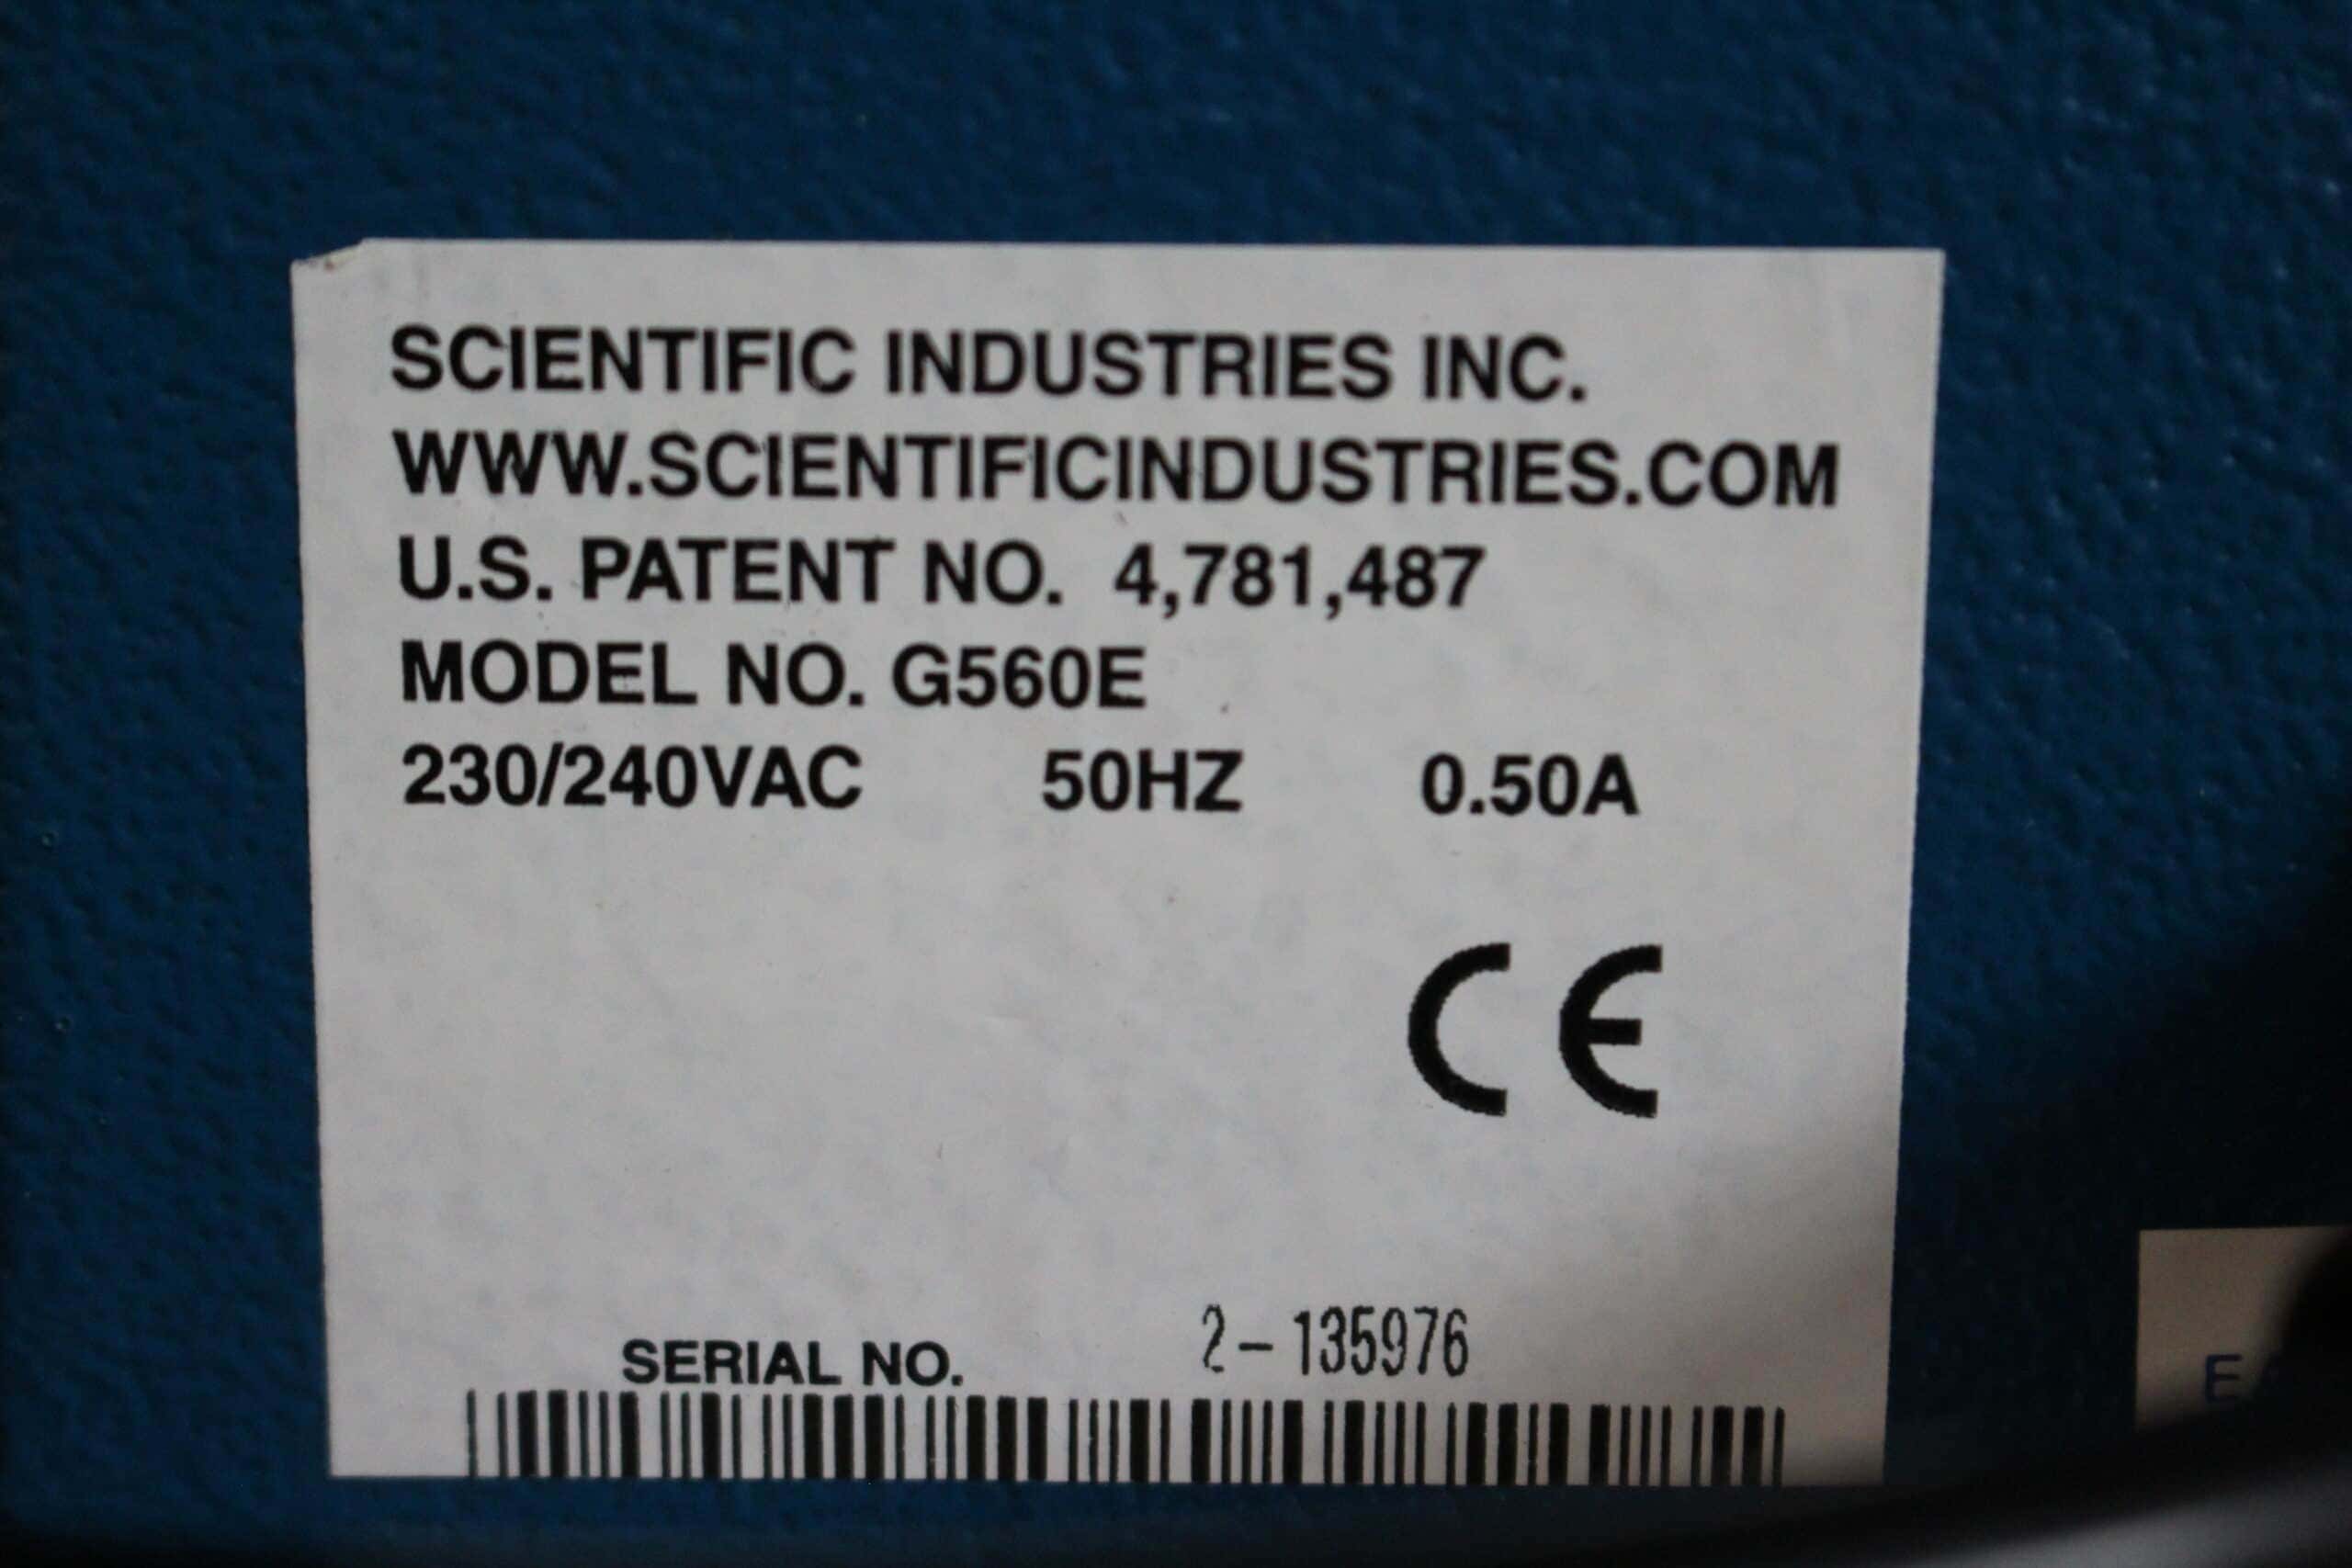 SCIENTIFIC INDUSTRIES INC.
WWW.SCIENTIFICINDUSTRIES.COM
U.S. PATENT NO. 4,781,487
MODEL NO. G560E
230/240VAC 50HZ 0.50A
CE
SERIAL NO. 2-135976